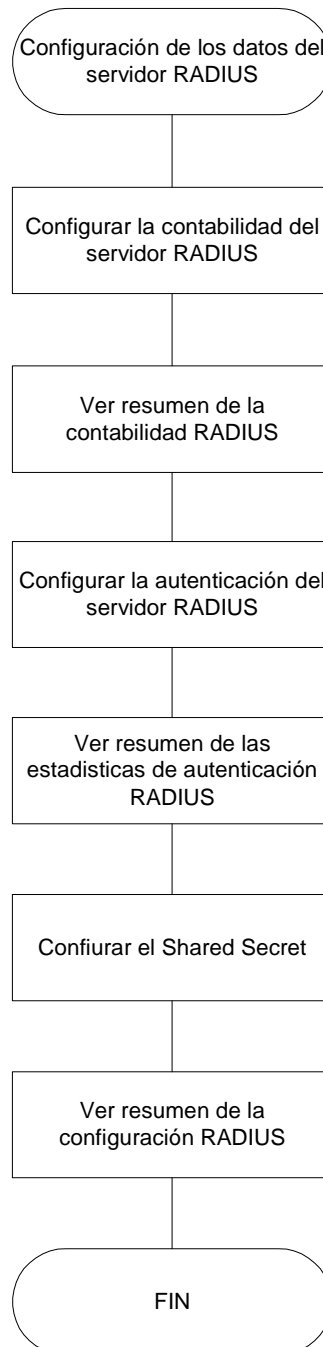 Configuración de los datos del
servidor RADIUS
Configurar la contabilidad del
servidor RADIUS
Ver resumen de la
contabilidad RADIUS
Configurar la autenticación del
servidor RADIUS
Ver resumen de las
estadisticas de autenticación
RADIUS
Confiurar el Shared Secret
Ver resumen de la
configuración RADIUS
FIN